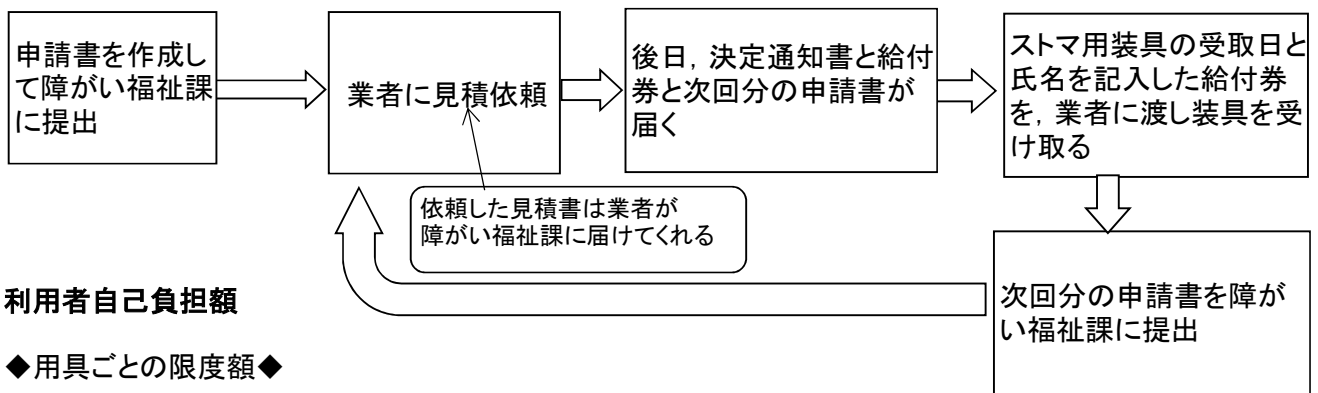 申請書を作成し
て障がい福祉課
に提出
業者に見積依頼
後日，決定通知書と給付
券と次回分の申請書が
届く
ストマ用装具の受取日と
氏名を記入した給付券
を，業者に渡し装具を受
け取る
依頼した見積書は業者が
障がい福祉課に届けてくれる
次回分の申請書を障が
い福祉課に提出
利用者自己負担額
◆用具ごとの限度額◆